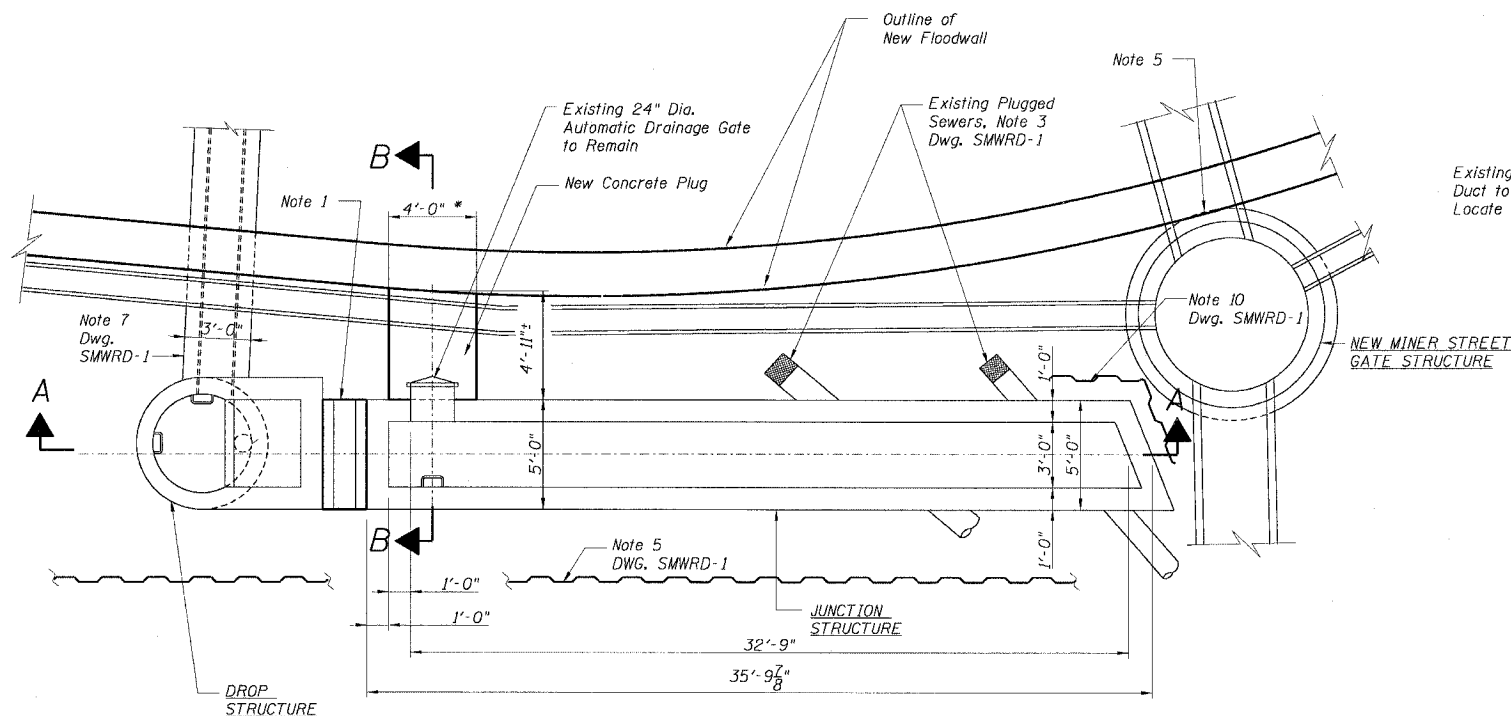 Outline of
New Floodwall
Note 5
Existing 24" Dia.
Automatic Drainage Gate
to Remain
Existing Plugged
Sewers, Note 3
Dwg. SMWRD-1
B
New Concrete Plug
Existing
Duct to
Locate
Note 1
4'-0" *
Note 7
Dwg.
SMWRD-1
3'-0"
4'-11"±
Note 10
Dwg. SMWRD-1
NEW MINER STREET
GATE STRUCTURE
1'-0"
A
A
5'-0"
3'-0"
5'-0"
B
Note 5
DWG. SMWRD-1
1'-0"
1'-0"
1'-0"
JUNCTION
STRUCTURE
32'-9"
35'-9 7/8"
DROP
STRUCTURE